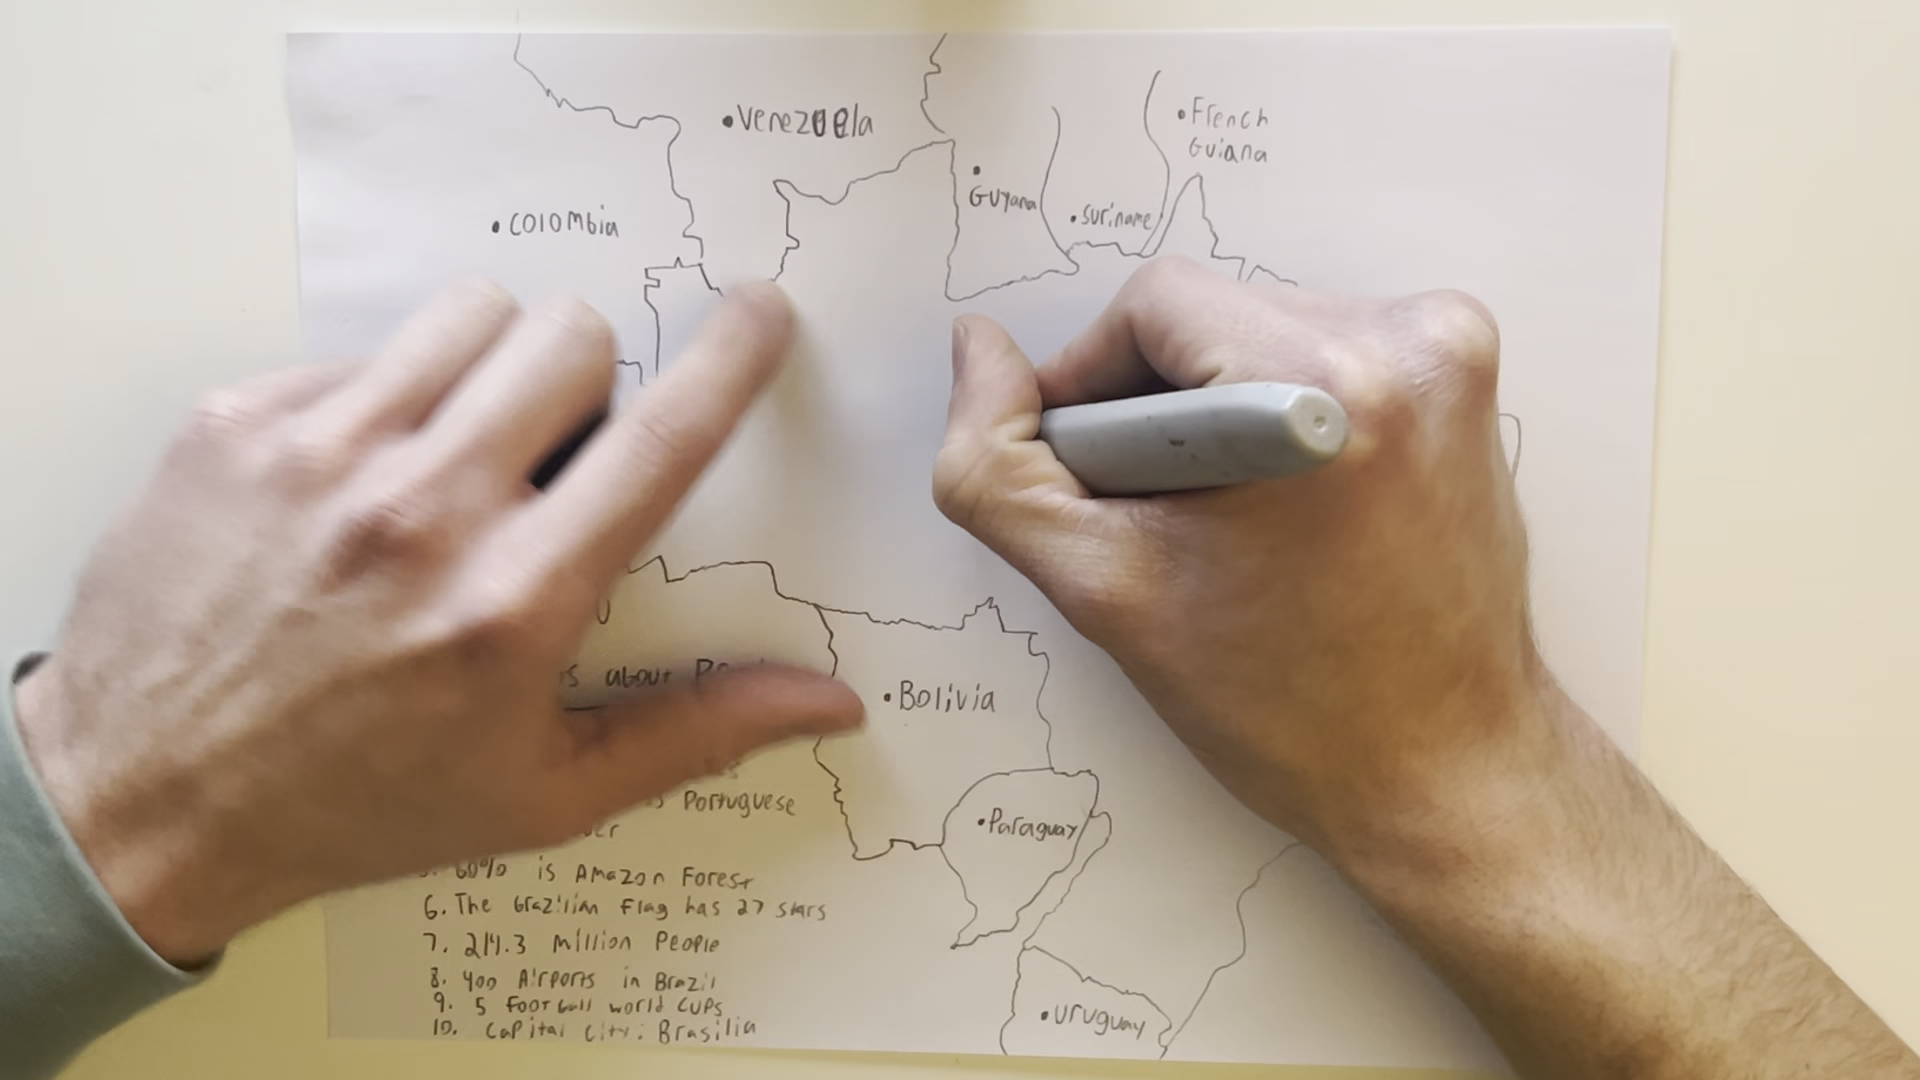 •Venezuela
•French
Guiana
•Guyana
•Suriname
•Colombia
about
•Bolivia
Portuguese
•Paraguay
60% is Amazon Forest
6. The Brazilian Flag has 27 stars
7. 214.3 Million People
8. 400 Airports in Brazil
9. 5 Football World Cups
10. Capital City: Brasilia
•Uruguay